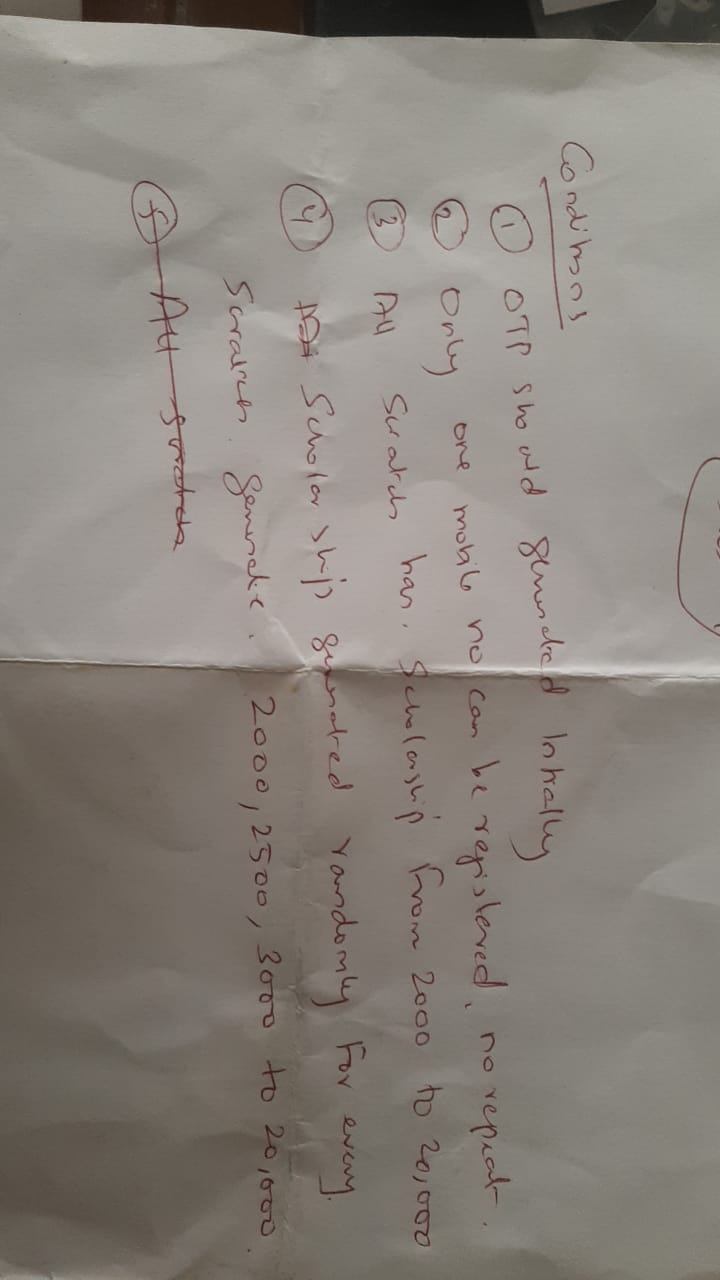 Conditions
① OTP should generated Initially
② Only one mobile no can be registered, no repeat.
③ All Scratch has. Scholarship From 2000 to 20,000
④ Scholarship generated randomly For every.
Scratch generate. 2000, 2500, 3000 to 20,000.
⑤ All Scratch